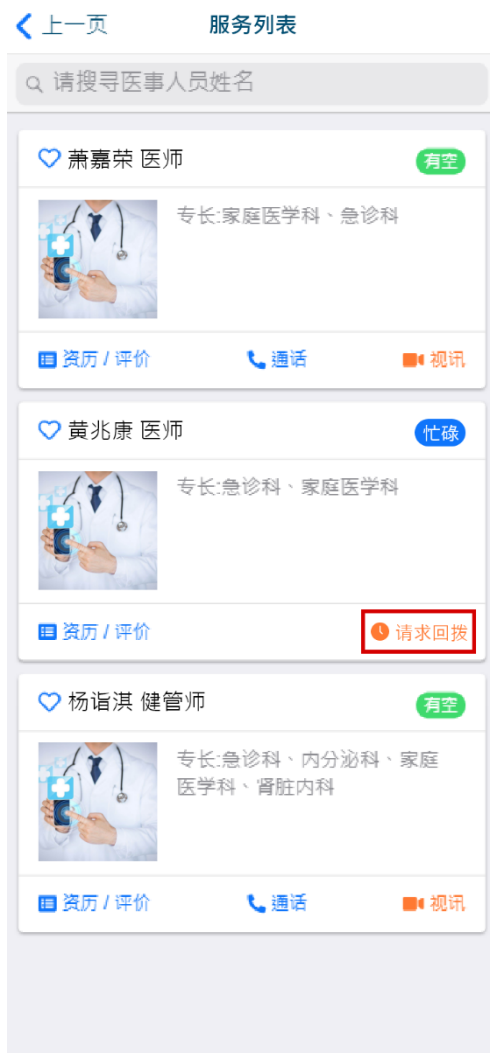 上一页
服务列表
请搜寻医事人员姓名
萧嘉荣 医师
有空
专长:家庭医学科、急诊科
资历 / 评价
通话
视讯
黄兆康 医师
忙碌
专长:急诊科、家庭医学科
资历 / 评价
请求回拨
杨诣淇 健管师
有空
专长:急诊科、内分泌科、家庭
医学科、肾脏内科
资历 / 评价
通话
视讯